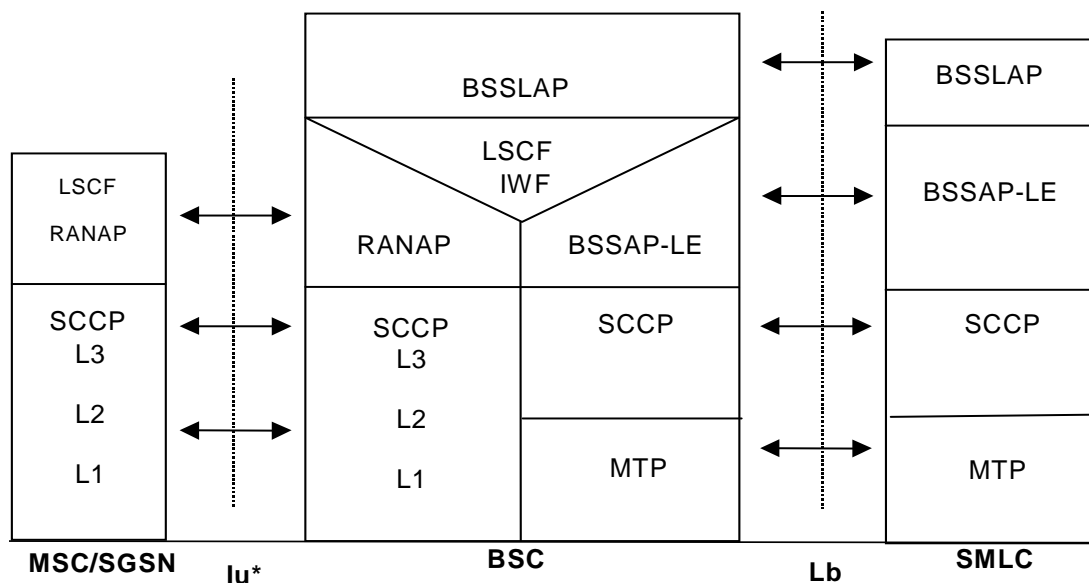 LSCF
RANAP
SCCP
L3
L2
L1
MSC/SGSN
Iu*
BSSLAP
LSCF
IWF
RANAP
BSSAP-LE
SCCP
L3
L2
L1
SCCP
MTP
BSC
Lb
BSSLAP
BSSAP-LE
SCCP
MTP
SMLC